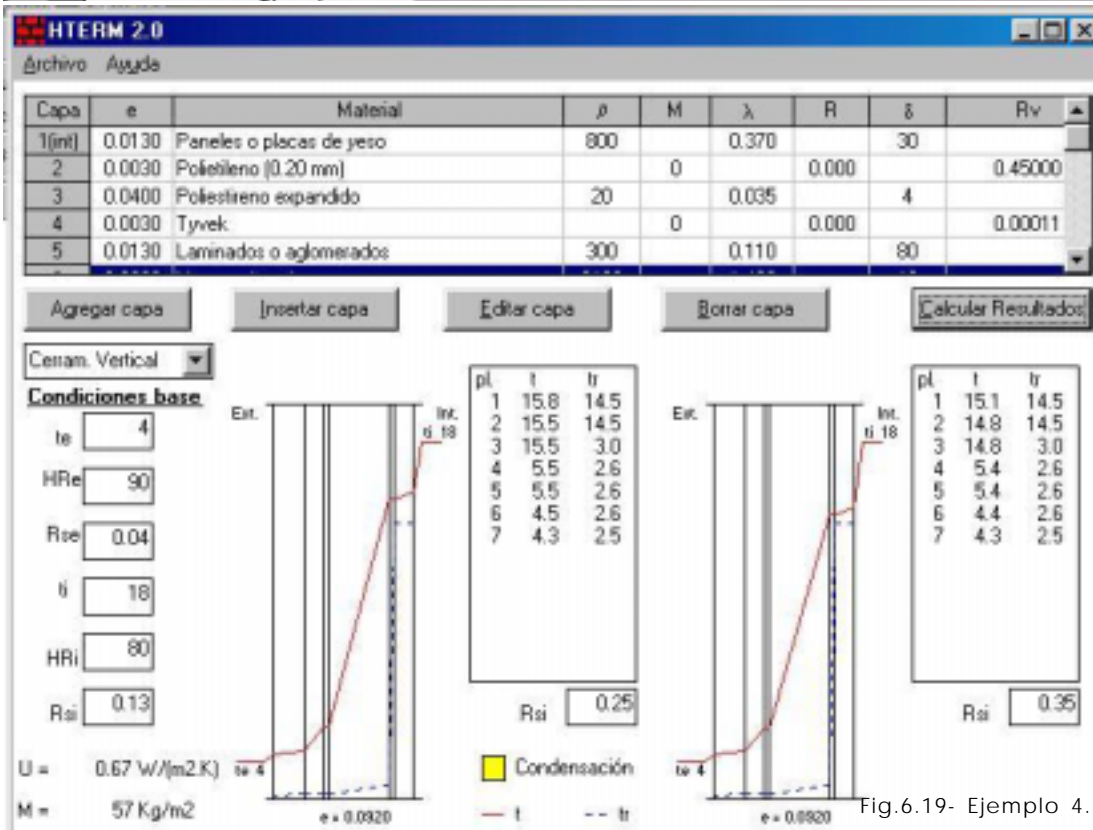 HTERM 2.0
Archivo Ayuda
Capa e Material ρ M λ R δ Rv
1(int) 0.0130 Paneles o placas de yeso 800 0.370 30
2 0.0030 Polietileno (0.20 mm) 0 0.000 0.45000
3 0.0400 Poliestireno expandido 20 0.035 4
4 0.0030 Tyvek 0 0.000 0.00011
5 0.0130 Laminados o aglomerados 300 0.110 80
Agregar capa Insertar capa Editar capa Borrar capa Calcular Resultados
Cerram. Vertical
Condiciones base
te 4
HRe 90
Rse 0.04
ti 18
HRi 80
Rsi 0.13
U = 0.67 W/(m2.K)
M = 57 Kg/m2
Ext. Int.
ti 18
te 4
e = 0.0920
pl. t tr
1 15.8 14.5
2 15.5 14.5
3 15.5 3.0
4 5.5 2.6
5 5.5 2.6
6 4.5 2.6
7 4.3 2.5
Rsi 0.25
Condensación
t tr
Ext. Int.
ti 18
te 4
e = 0.0920
pl. t tr
1 15.1 14.5
2 14.8 14.5
3 14.8 3.0
4 5.4 2.6
5 5.4 2.6
6 4.4 2.6
7 4.3 2.5
Rsi 0.35
Fig.6.19- Ejemplo 4.